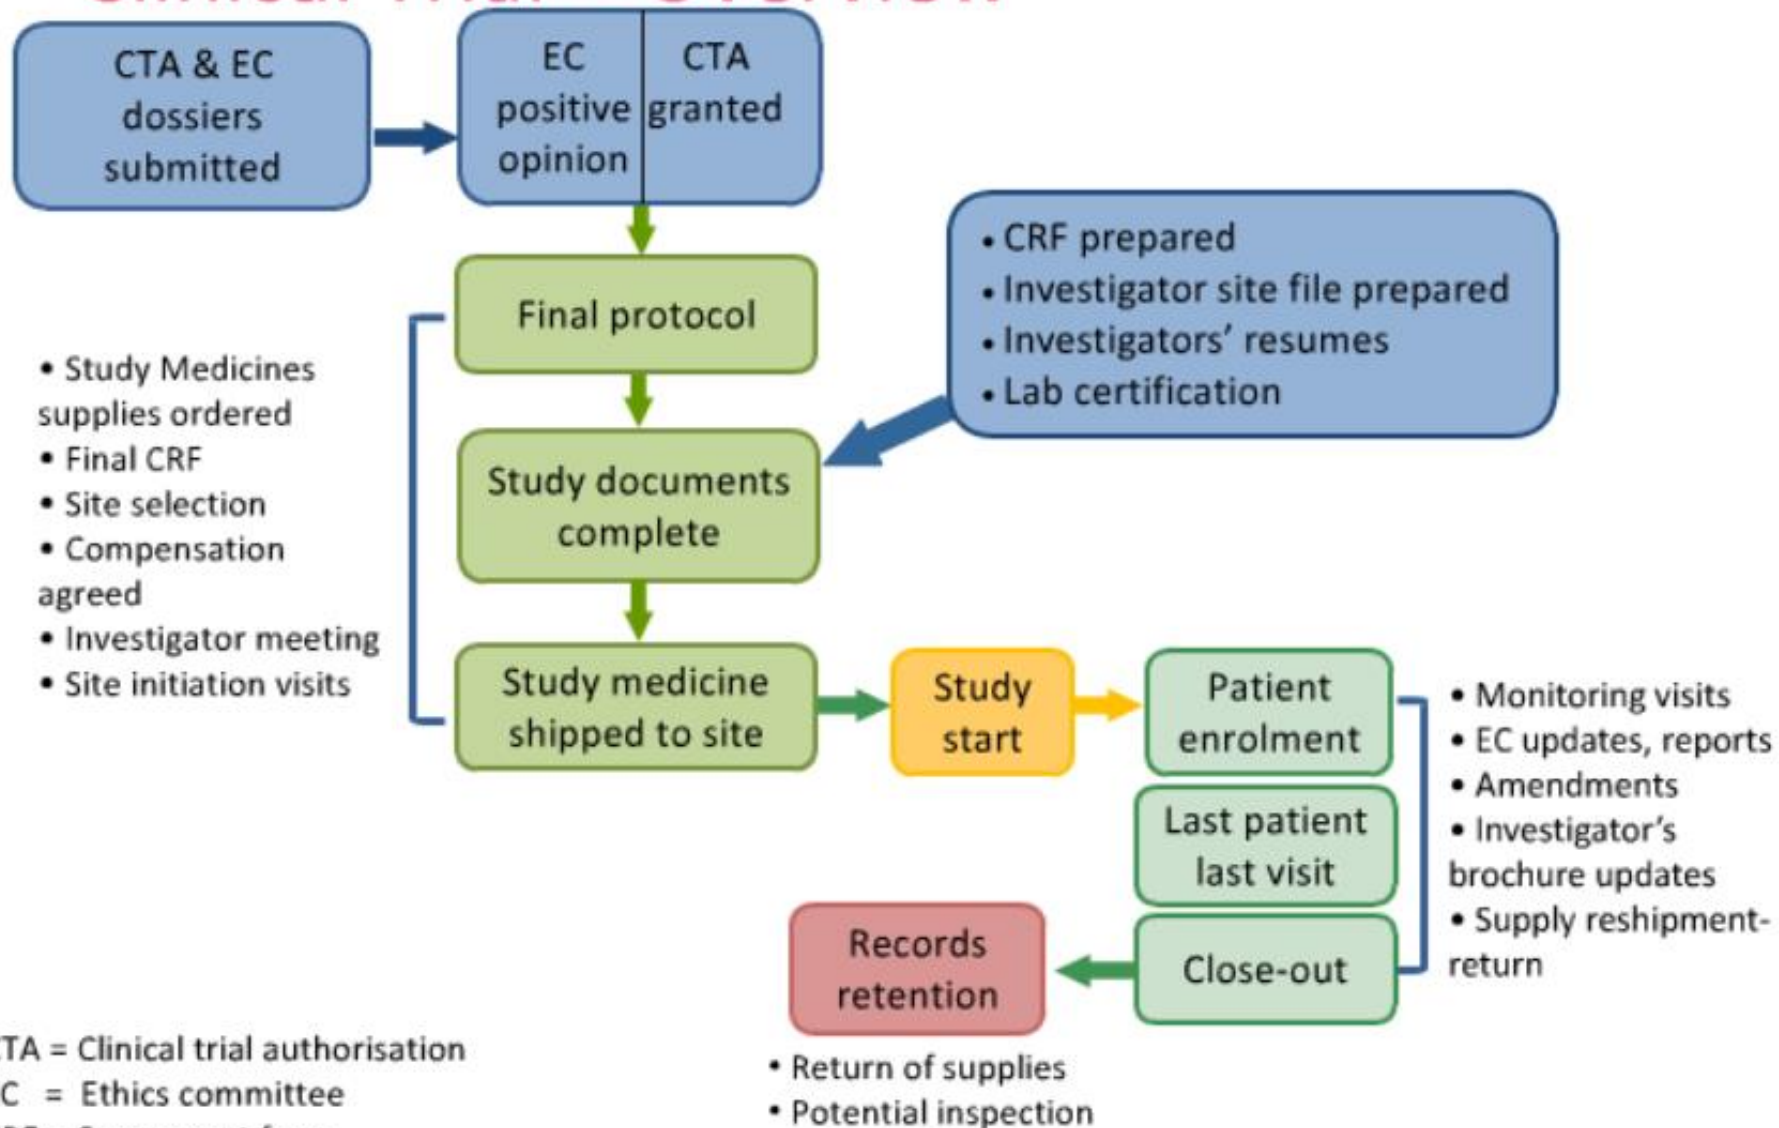 Clinical Trial – Overview
CTA & EC
dossiers
submitted
EC
positive
opinion
CTA
granted
• CRF prepared
• Investigator site file prepared
• Investigators’ resumes
• Lab certification
Final protocol
• Study Medicines
supplies ordered
• Final CRF
• Site selection
• Compensation
agreed
• Investigator meeting
• Site initiation visits
Study documents
complete
Study medicine
shipped to site
Study
start
Patient
enrolment
Last patient
last visit
Close-out
• Monitoring visits
• EC updates, reports
• Amendments
• Investigator’s
brochure updates
• Supply reshipment-
return
Records
retention
• Return of supplies
• Potential inspection
TA = Clinical trial authorisation
C = Ethics committee